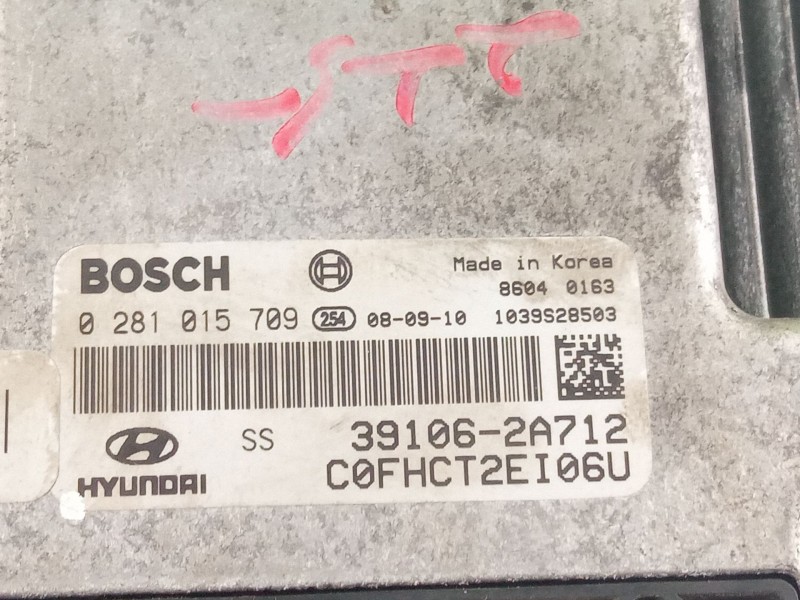 BOSCH
Made in Korea
8604 0163
0 281 015 709 254 08-09-10 1039S28503
SS 39106-2A712
HYUNDAI C0FHCT2EI06U